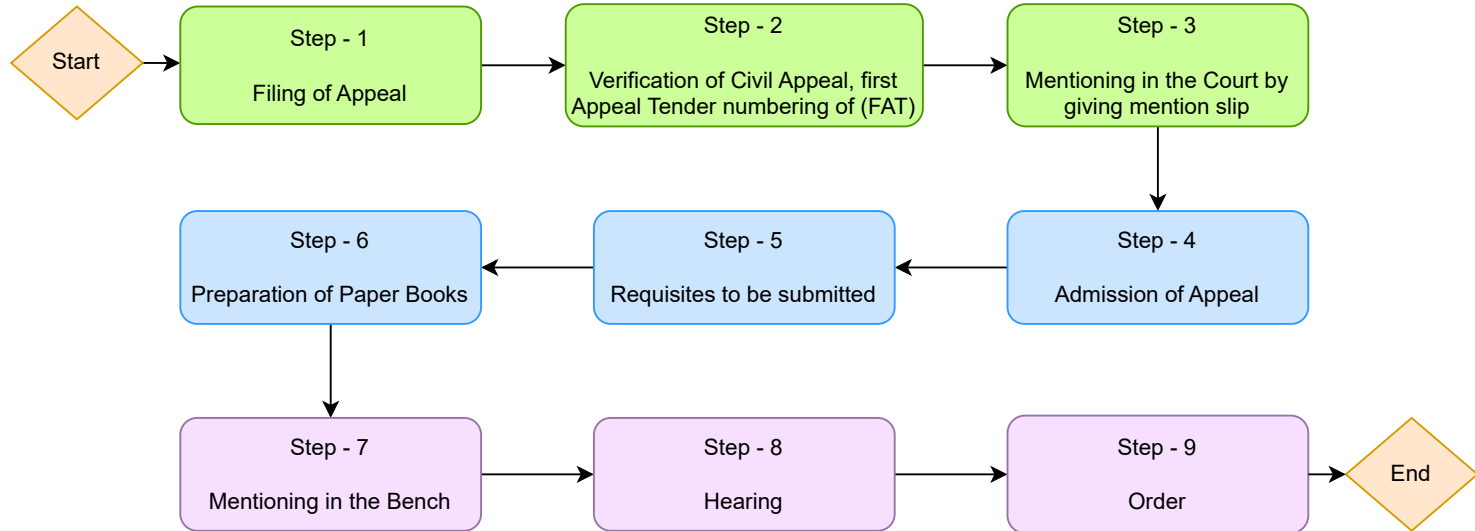 Start
Step - 1
Filing of Appeal
Step - 2
Verification of Civil Appeal, first
Appeal Tender numbering of (FAT)
Step - 3
Mentioning in the Court by
giving mention slip
Step - 4
Admission of Appeal
Step - 5
Requisites to be submitted
Step - 6
Preparation of Paper Books
Step - 7
Mentioning in the Bench
Step - 8
Hearing
Step - 9
Order
End